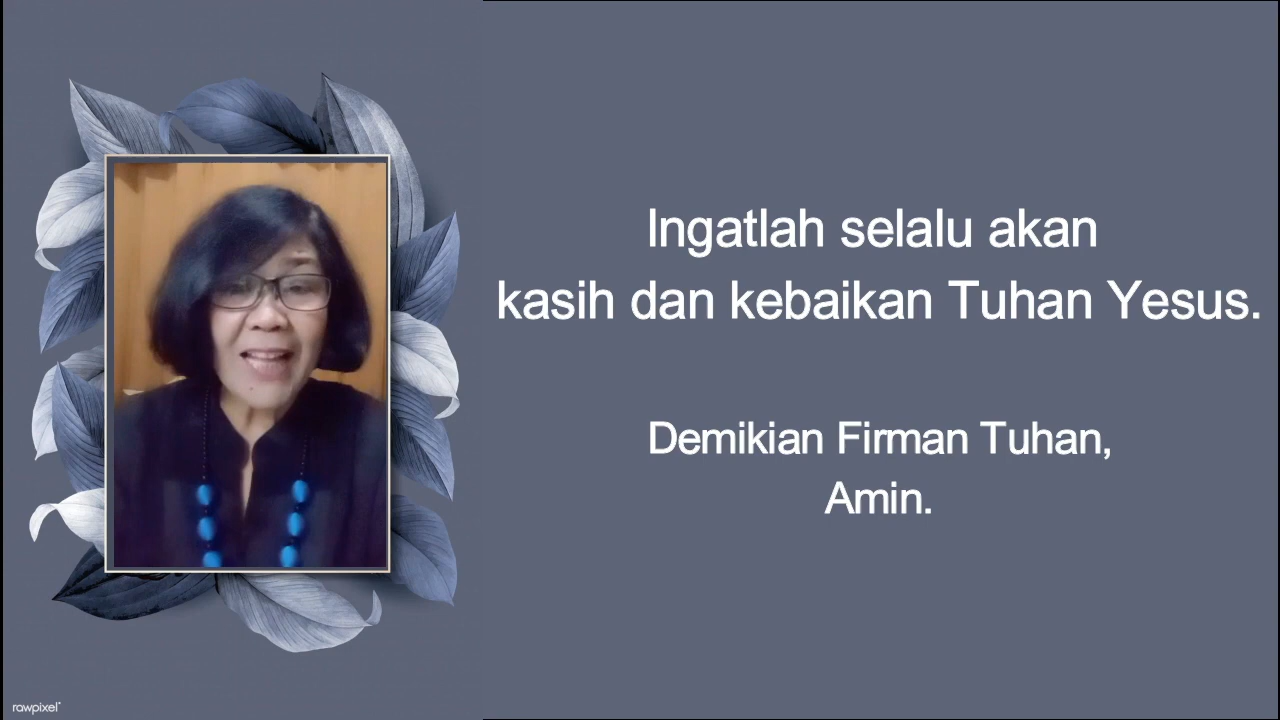 Ingatlah selalu akan
kasih dan kebaikan Tuhan Yesus.
Demikian Firman Tuhan,
Amin.
rawpixel